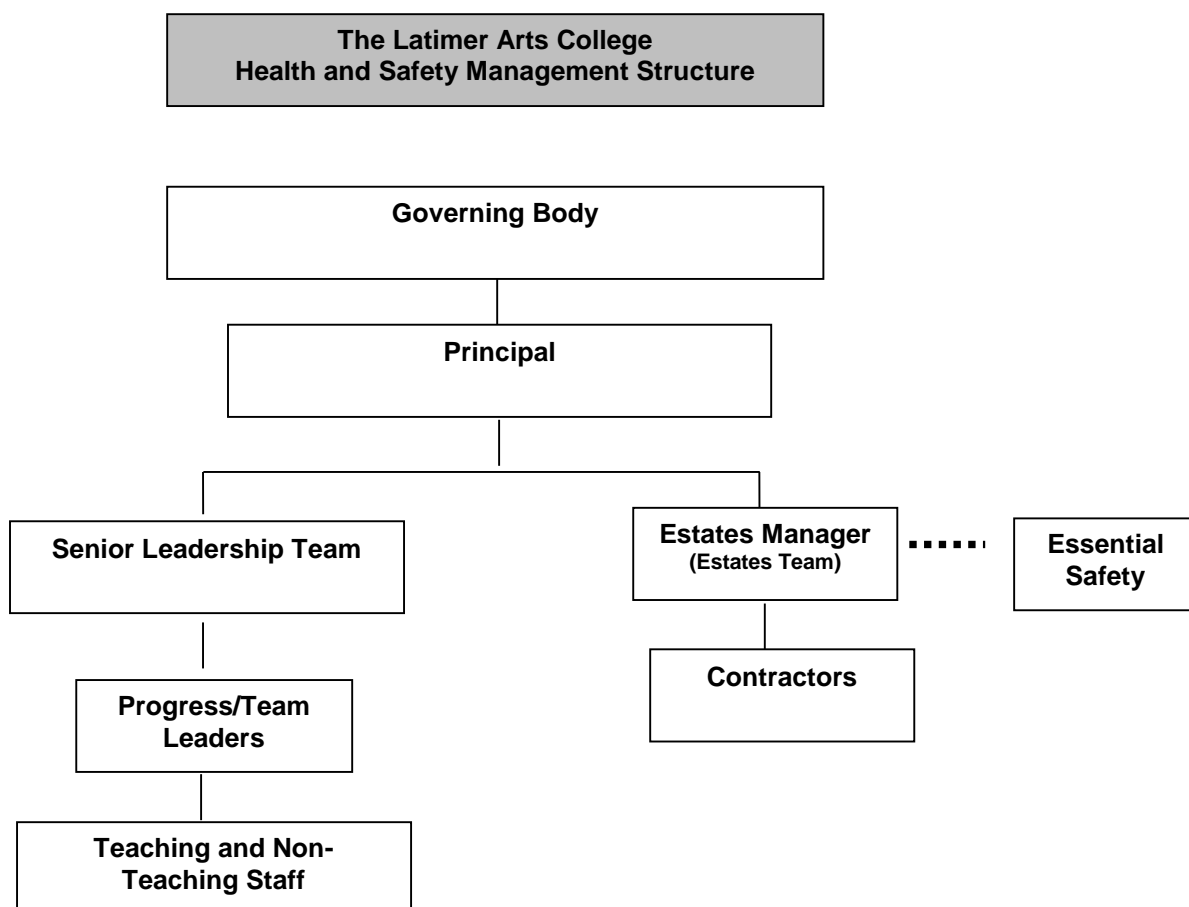 The Latimer Arts College
Health and Safety Management Structure
Governing Body
Principal
Senior Leadership Team
Estates Manager
(Estates Team)
Essential
Safety
Contractors
Progress/Team
Leaders
Teaching and Non-
Teaching Staff